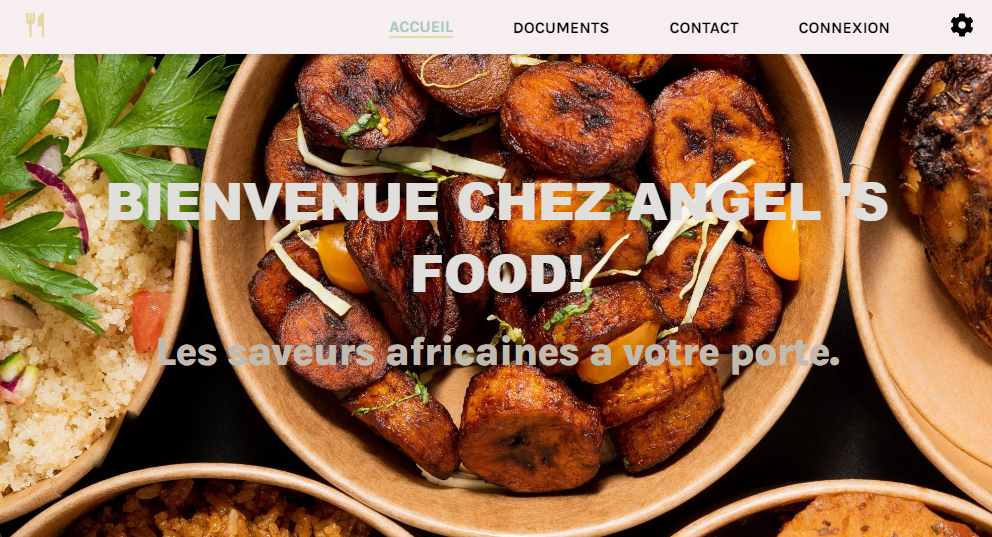 ACCUEIL DOCUMENTS CONTACT CONNEXION
BIENVENUE CHEZ ANGEL 'S
FOOD!
Les saveurs africaines a votre porte.